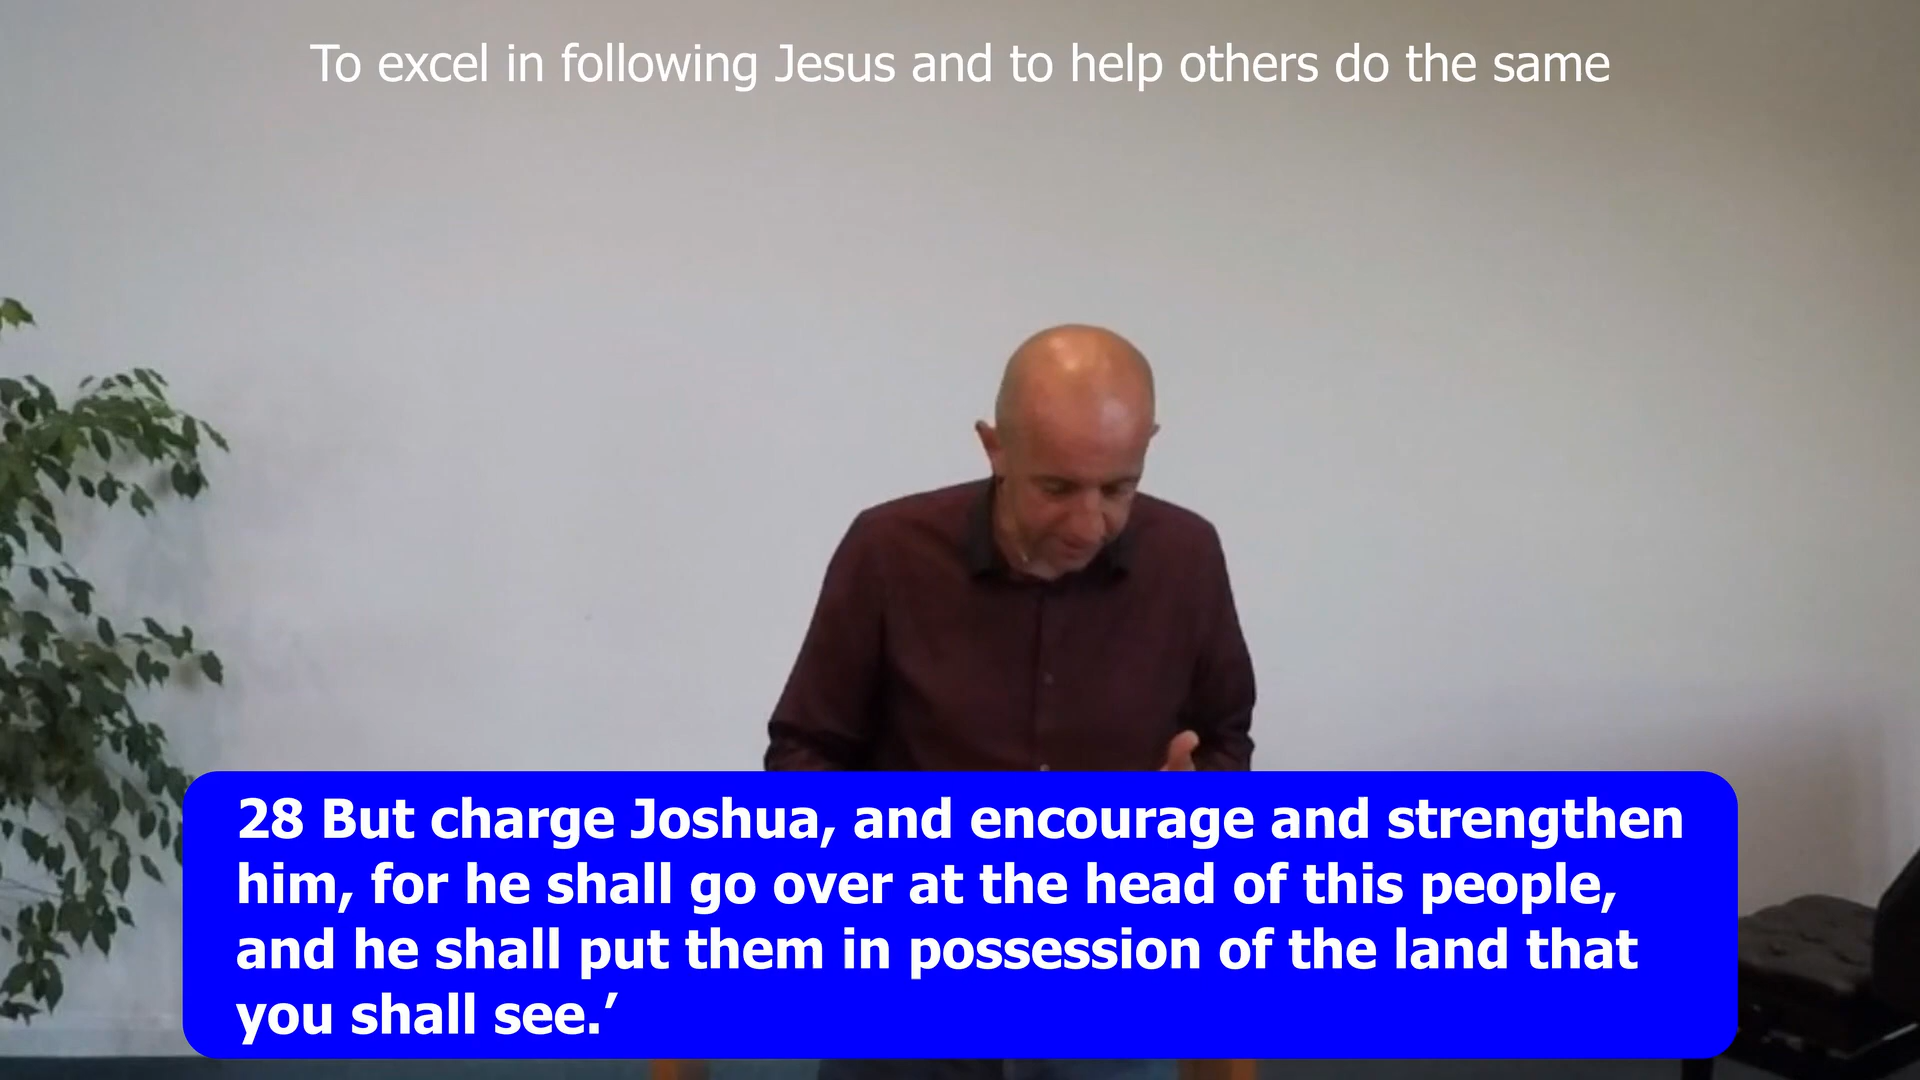 To excel in following Jesus and to help others do the same
28 But charge Joshua, and encourage and strengthen
him, for he shall go over at the head of this people,
and he shall put them in possession of the land that
you shall see.’